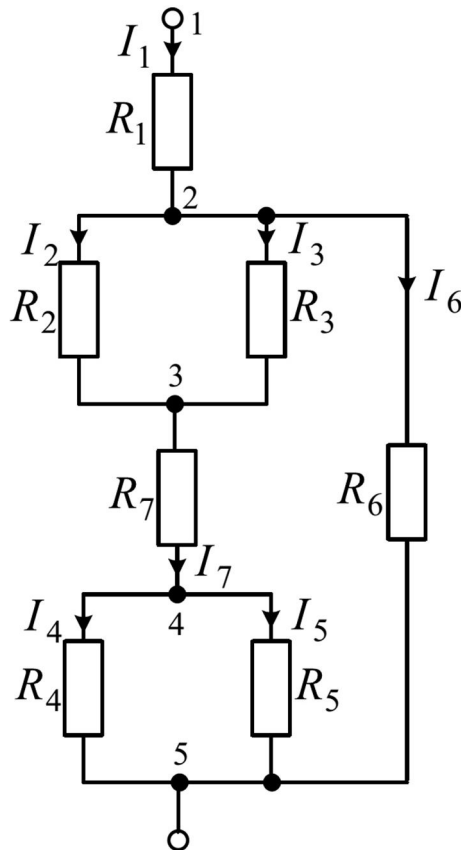 1
I₁
R₁
2
I₂ I₃
I₆
R₂ R₃
3
R₇ R₆
I₇
I₄ 4 I₅
R₄ R₅
5